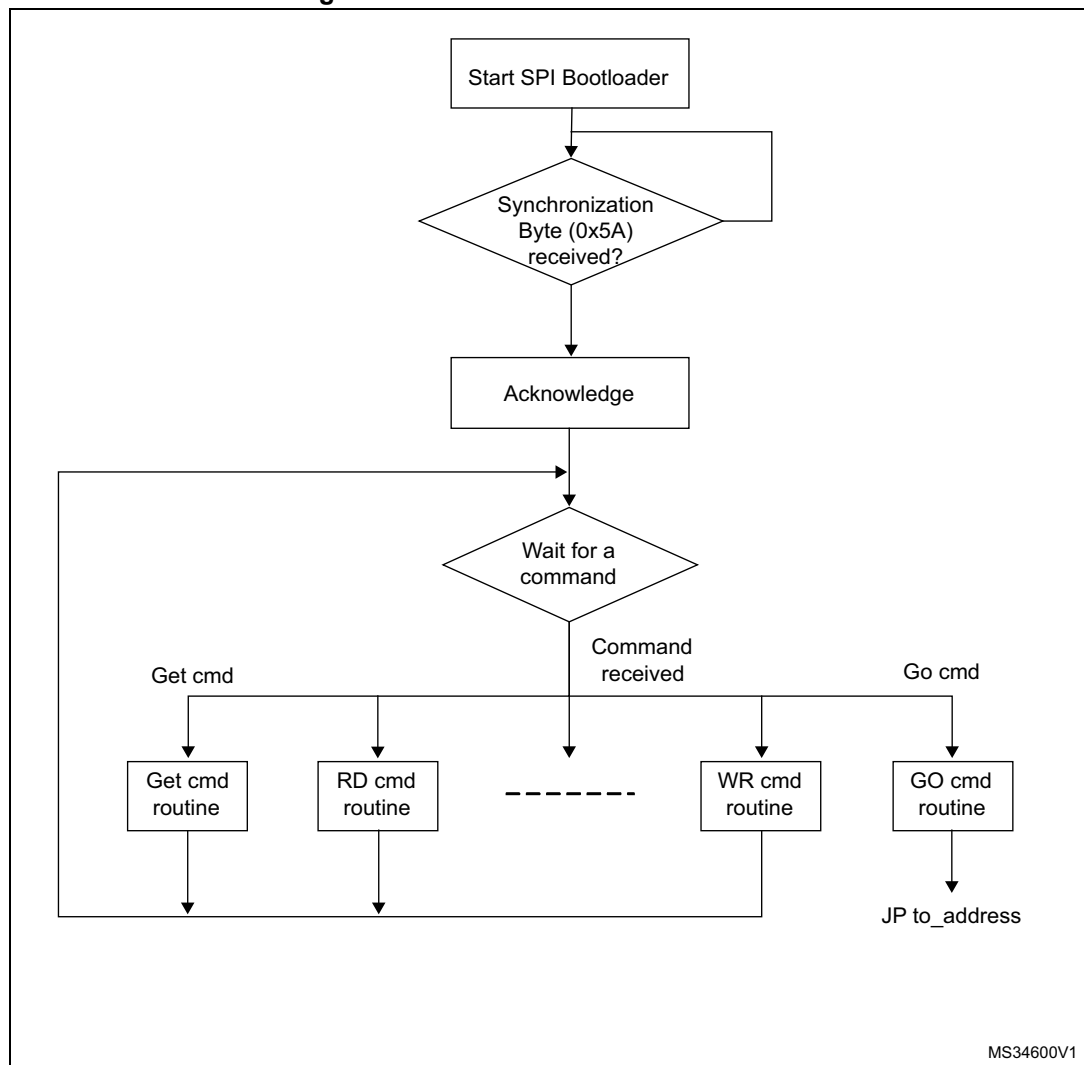 Start SPI Bootloader
Synchronization
Byte (0x5A)
received?
Acknowledge
Wait for a
command
Command
received
Get cmd
Go cmd
Get cmd
routine
RD cmd
routine
WR cmd
routine
GO cmd
routine
JP to_address
MS34600V1